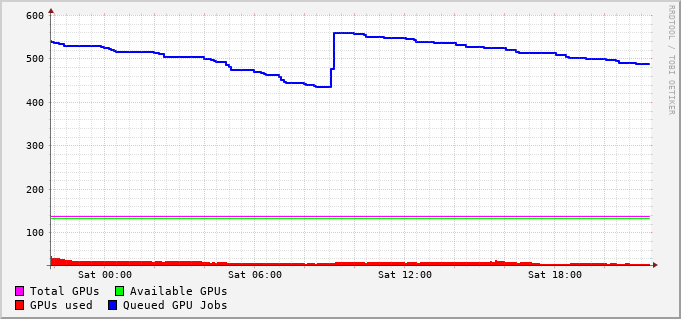 600
500
400
300
200
100
Sat 00:00 Sat 06:00 Sat 12:00 Sat 18:00
Total GPUs Available GPUs
GPUs used Queued GPU Jobs
RRDTOOL / TOBI OETIKER